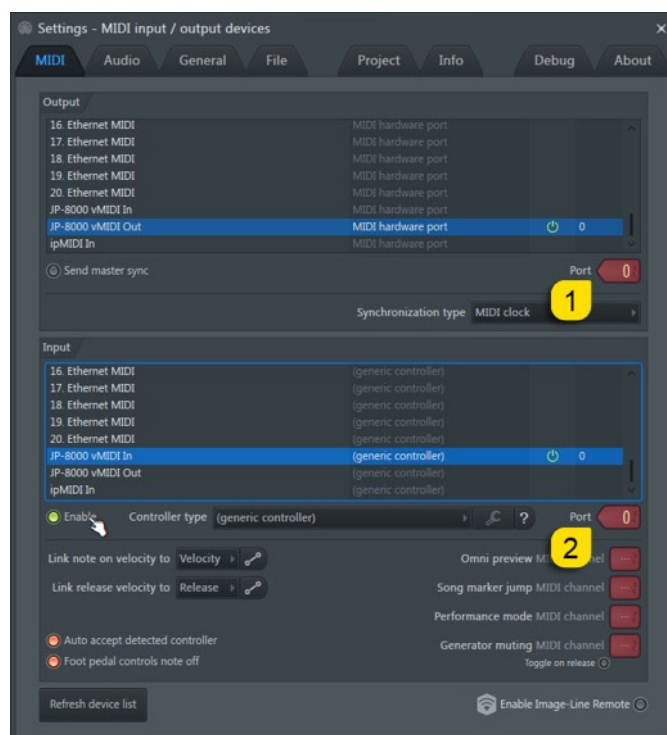 Settings - MIDI input / output devices
MIDI Audio General File Project Info Debug About
Output
16. Ethernet MIDI MIDI hardware port
17. Ethernet MIDI MIDI hardware port
18. Ethernet MIDI MIDI hardware port
19. Ethernet MIDI MIDI hardware port
20. Ethernet MIDI MIDI hardware port
JP-8000 vMIDI In MIDI hardware port
JP-8000 vMIDI Out MIDI hardware port 0
ipMIDI In MIDI hardware port
Send master sync Port 0
1
Synchronization type MIDI clock
Input
16. Ethernet MIDI (generic controller)
17. Ethernet MIDI (generic controller)
18. Ethernet MIDI (generic controller)
19. Ethernet MIDI (generic controller)
20. Ethernet MIDI (generic controller)
JP-8000 vMIDI In (generic controller) 0
JP-8000 vMIDI Out (generic controller)
ipMIDI In (generic controller)
Enable Controller type (generic controller) ? Port 0
2
Link note on velocity to Velocity Omni preview
Link release velocity to Release Song marker jump MIDI channel ---
Performance mode MIDI channel ---
Auto accept detected controller Generator muting MIDI channel ---
Foot pedal controls note off Toggle on release
Refresh device list Enable Image-Line Remote